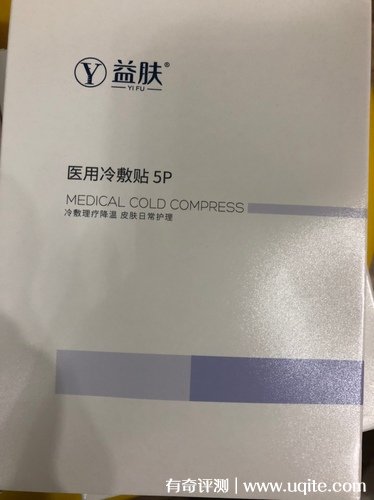 Y 益肤®
YI FU
医用冷敷贴 5P
MEDICAL COLD COMPRESS
冷敷理疗降温 皮肤日常护理
有奇评测 | www.uqite.com